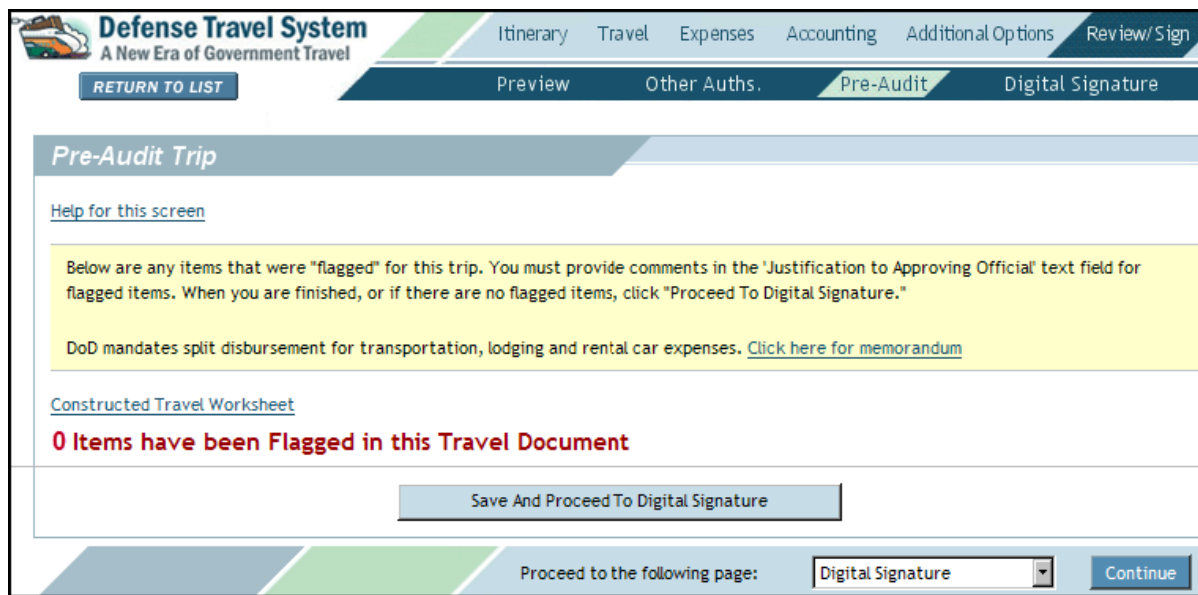 Defense Travel System
A New Era of Government Travel
Itinerary Travel Expenses Accounting Additional Options Review/Sign
RETURN TO LIST
Preview Other Auths. Pre-Audit Digital Signature
Pre-Audit Trip
Help for this screen
Below are any items that were "flagged" for this trip. You must provide comments in the 'Justification to Approving Official' text field for
flagged items. When you are finished, or if there are no flagged items, click "Proceed To Digital Signature."
DoD mandates split disbursement for transportation, lodging and rental car expenses. Click here for memorandum
Constructed Travel Worksheet
0 Items have been Flagged in this Travel Document
Save And Proceed To Digital Signature
Proceed to the following page: Digital Signature Continue